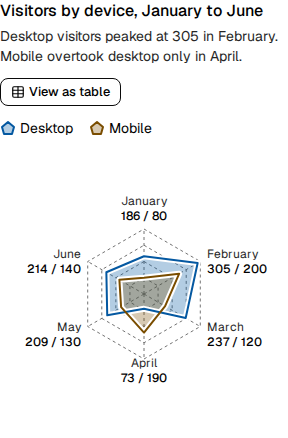 Visitors by device, January to June
Desktop visitors peaked at 305 in February.
Mobile overtook desktop only in April.
View as table
Desktop Mobile
January
186 / 80
June
214 / 140
February
305 / 200
May
209 / 130
March
237 / 120
April
73 / 190